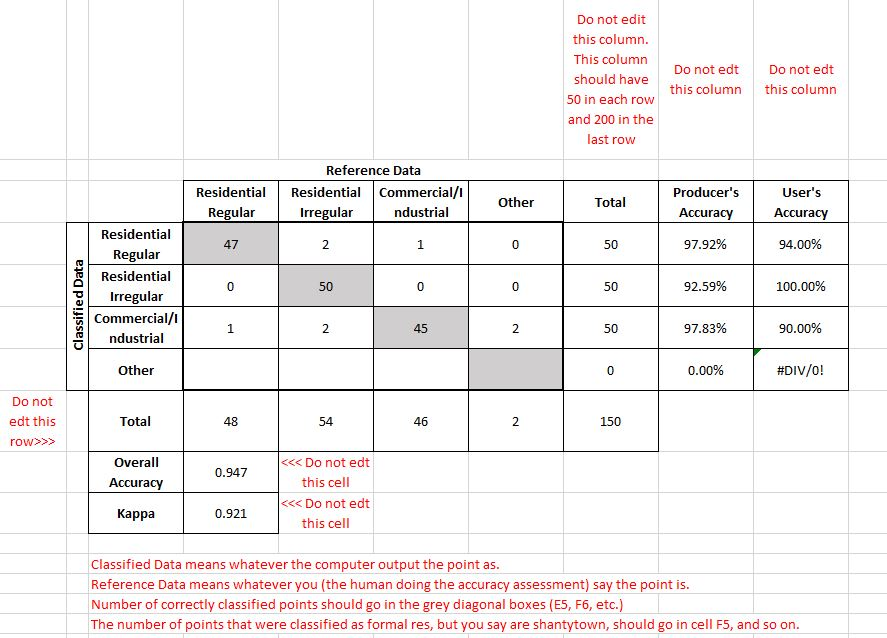 Do not edit
this column.
This column
should have
50 in each row
and 200 in the
last row
Do not edt
this column
Do not edt
this column
Reference Data
Residential
Regular
Residential
Irregular
Commercial/I
ndustrial
Other
Total
Producer's
Accuracy
User's
Accuracy
Classified Data
Residential
Regular
47 2 1 0 50 97.92% 94.00%
Residential
Irregular
0 50 0 0 50 92.59% 100.00%
Commercial/I
ndustrial
1 2 45 2 50 97.83% 90.00%
Other 0 0.00% #DIV/0!
Do not
edt this
row>>>
Total 48 54 46 2 150
Overall
Accuracy
0.947
<<< Do not edt
this cell
Kappa 0.921
<<< Do not edt
this cell
Classified Data means whatever the computer output the point as.
Reference Data means whatever you (the human doing the accuracy assessment) say the point is.
Number of correctly classified points should go in the grey diagonal boxes (E5, F6, etc.)
The number of points that were classified as formal res, but you say are shantytown, should go in cell F5, and so on.